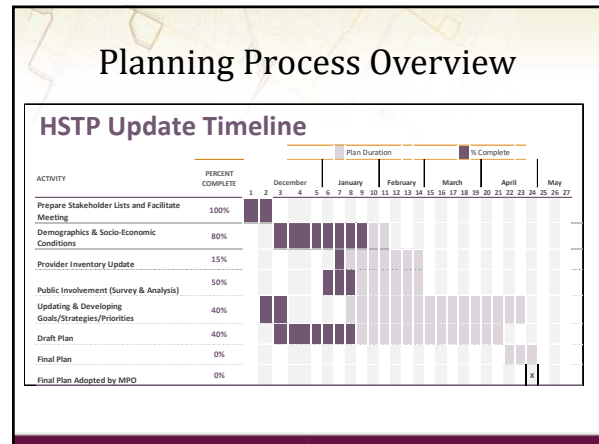 Planning Process Overview
HSTP Update Timeline
Plan Duration % Complete
ACTIVITY PERCENT COMPLETE December January February March April May
1 2 3 4 5 6 7 8 9 10 11 12 13 14 15 16 17 18 19 20 21 22 23 24 25 26 27
Prepare Stakeholder Lists and Facilitate
Meeting 100%
Demographics & Socio-Economic
Conditions 80%
Provider Inventory Update 15%
Public Involvement (Survey & Analysis) 50%
Updating & Developing
Goals/Strategies/Priorities 40%
Draft Plan 40%
Final Plan 0%
Final Plan Adopted by MPO 0% X